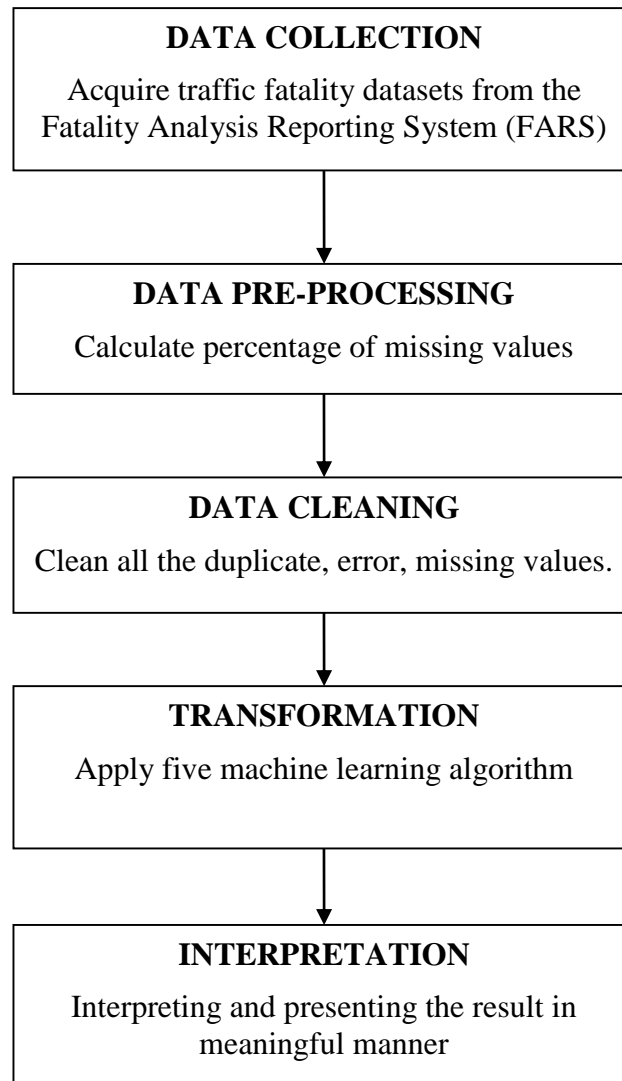 DATA COLLECTION
Acquire traffic fatality datasets from the
Fatality Analysis Reporting System (FARS)
DATA PRE-PROCESSING
Calculate percentage of missing values
DATA CLEANING
Clean all the duplicate, error, missing values.
TRANSFORMATION
Apply five machine learning algorithm
INTERPRETATION
Interpreting and presenting the result in
meaningful manner